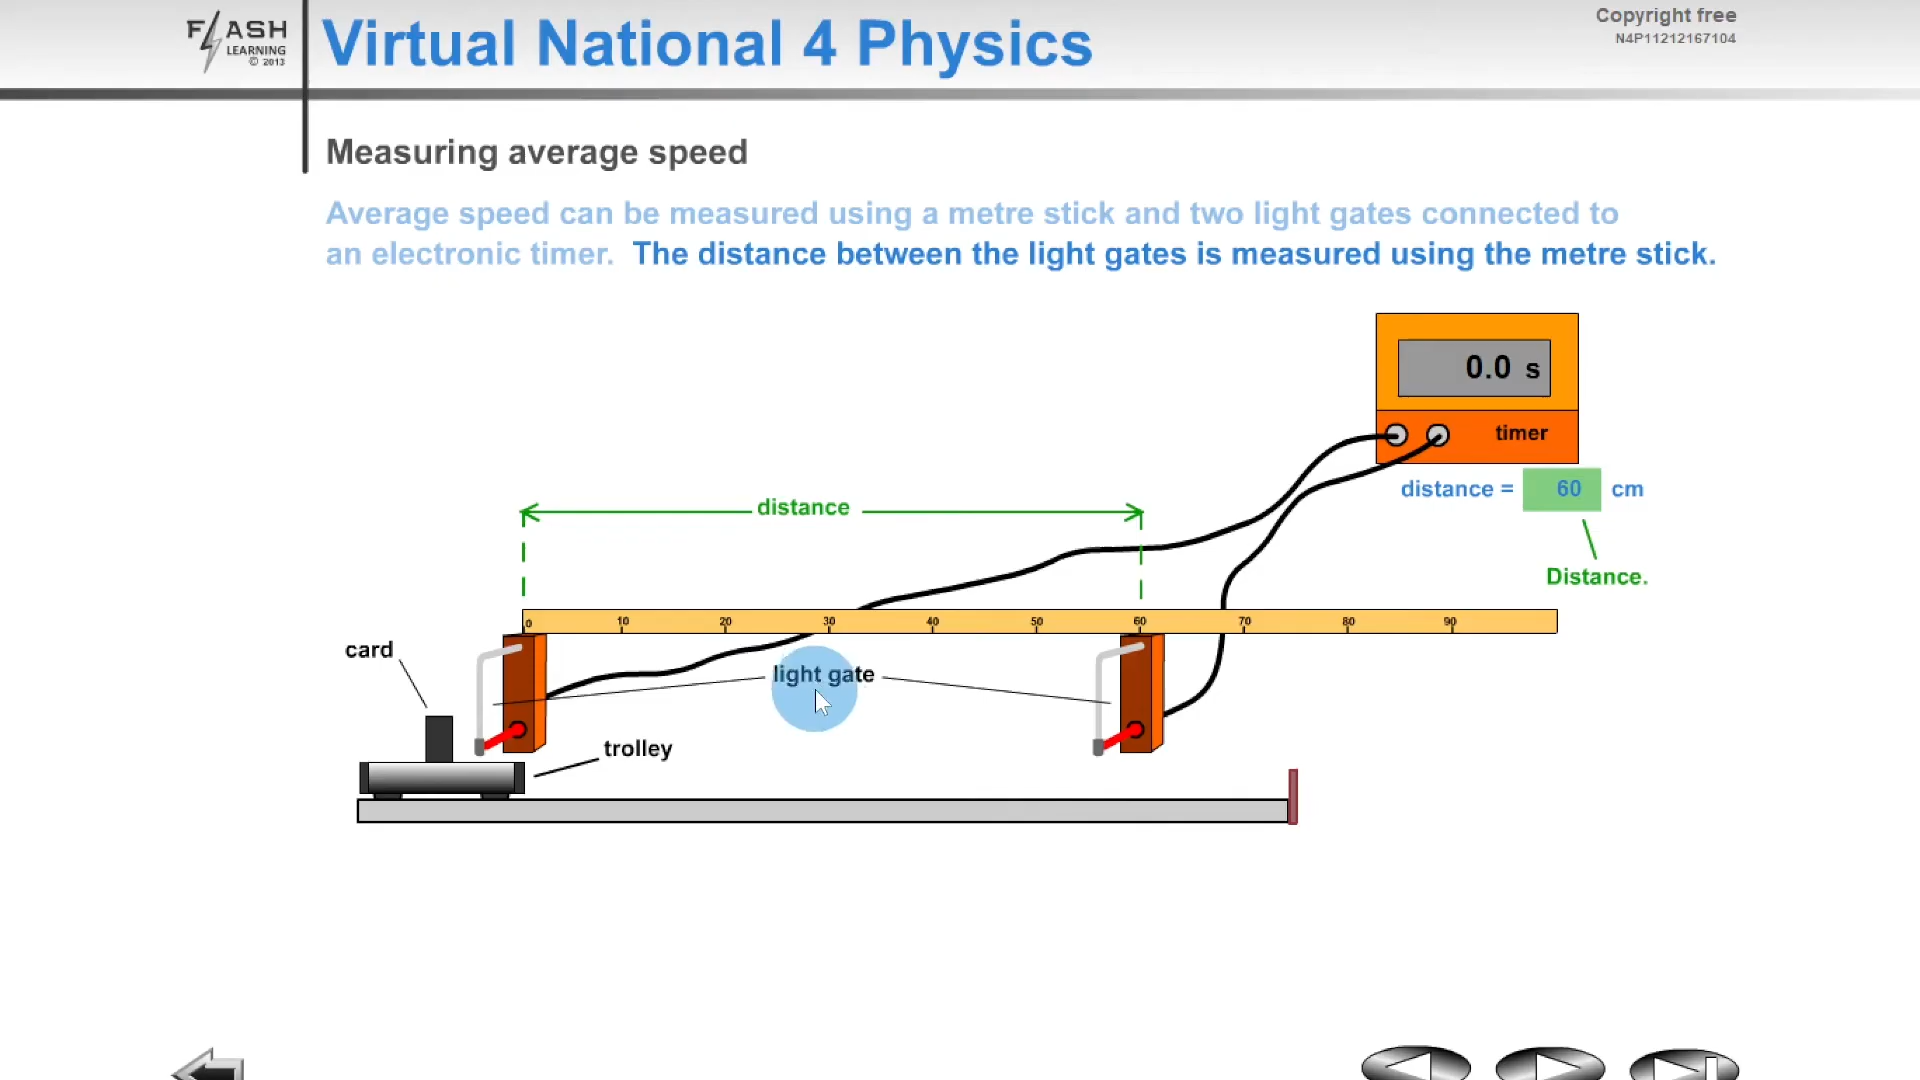 FLASH
LEARNING
© 2013
Virtual National 4 Physics
Copyright free
N4P11212167104
Measuring average speed
Average speed can be measured using a metre stick and two light gates connected to
an electronic timer. The distance between the light gates is measured using the metre stick.
0.0 s
timer
distance = 60 cm
distance
Distance.
0 10 20 30 40 50 60 70 80 90
card
light gate
trolley